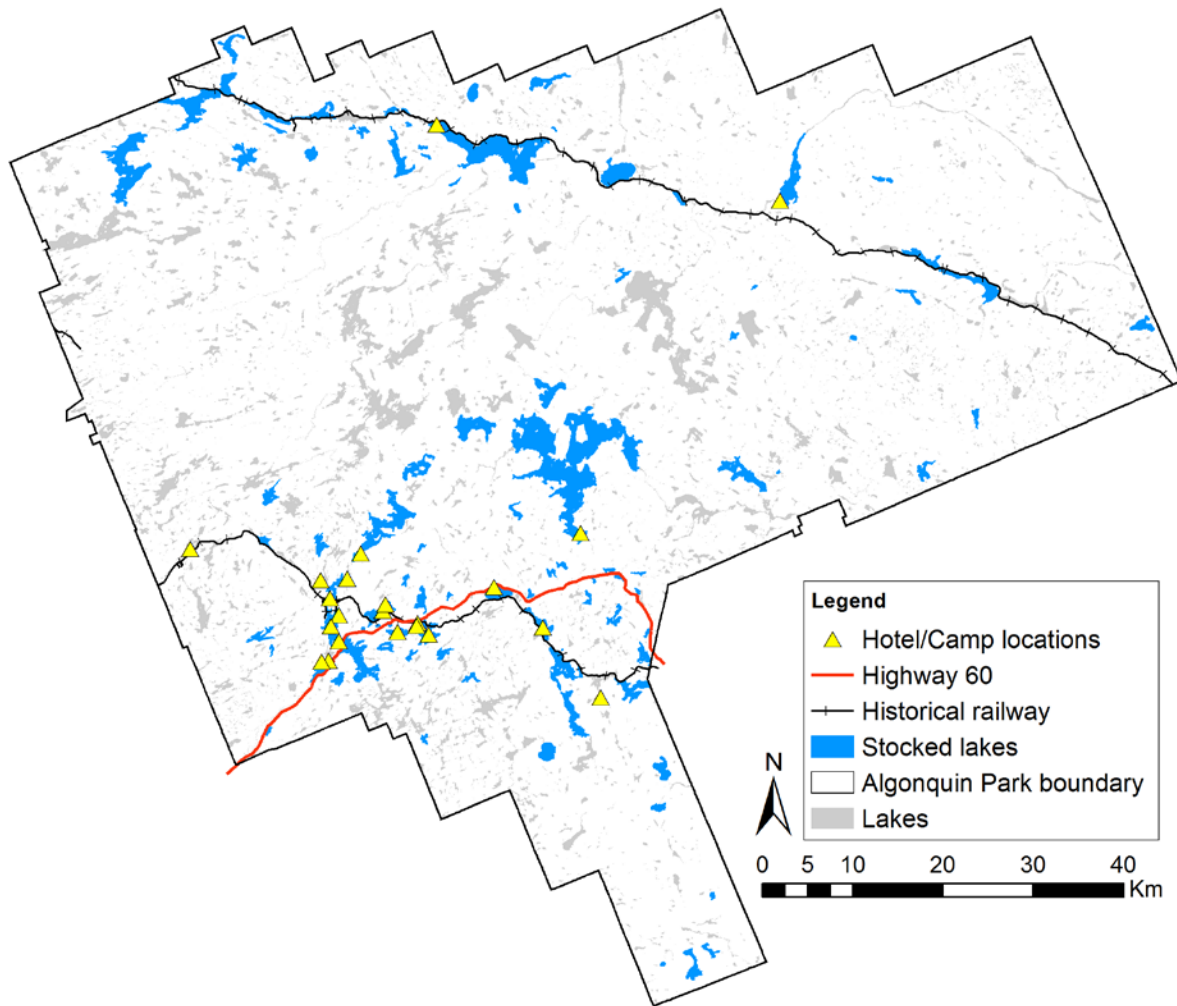 Legend
Hotel/Camp locations
Highway 60
Historical railway
Stocked lakes
Algonquin Park boundary
Lakes
N
0 5 10 20 30 40
Km